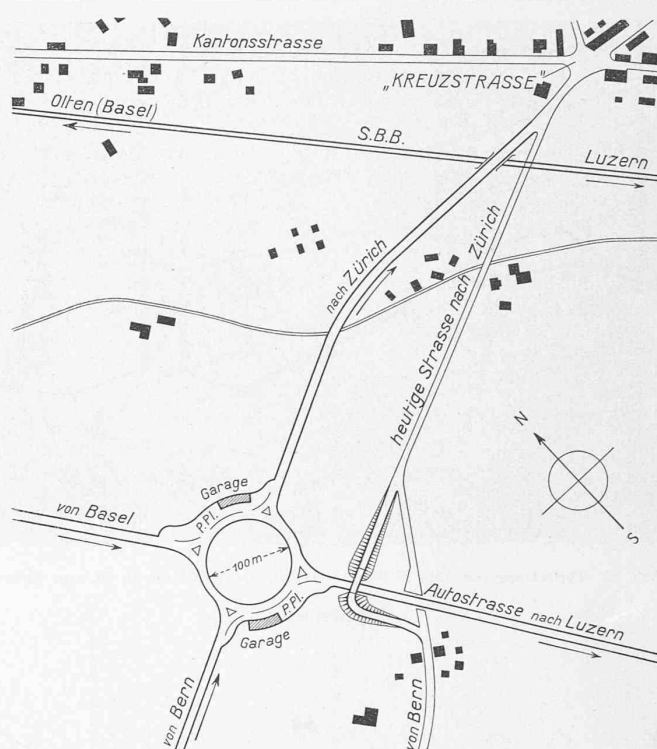 Kantonsstrasse
„KREUZSTRASSE"
Olten (Basel)
S.B.B.
Luzern
nach Zürich
heutige Strasse nach Zürich
N
S
Garage
P.Pl.
von Basel
100m
P.Pl.
Garage
Autostrasse nach Luzern
von Bern
von Bern